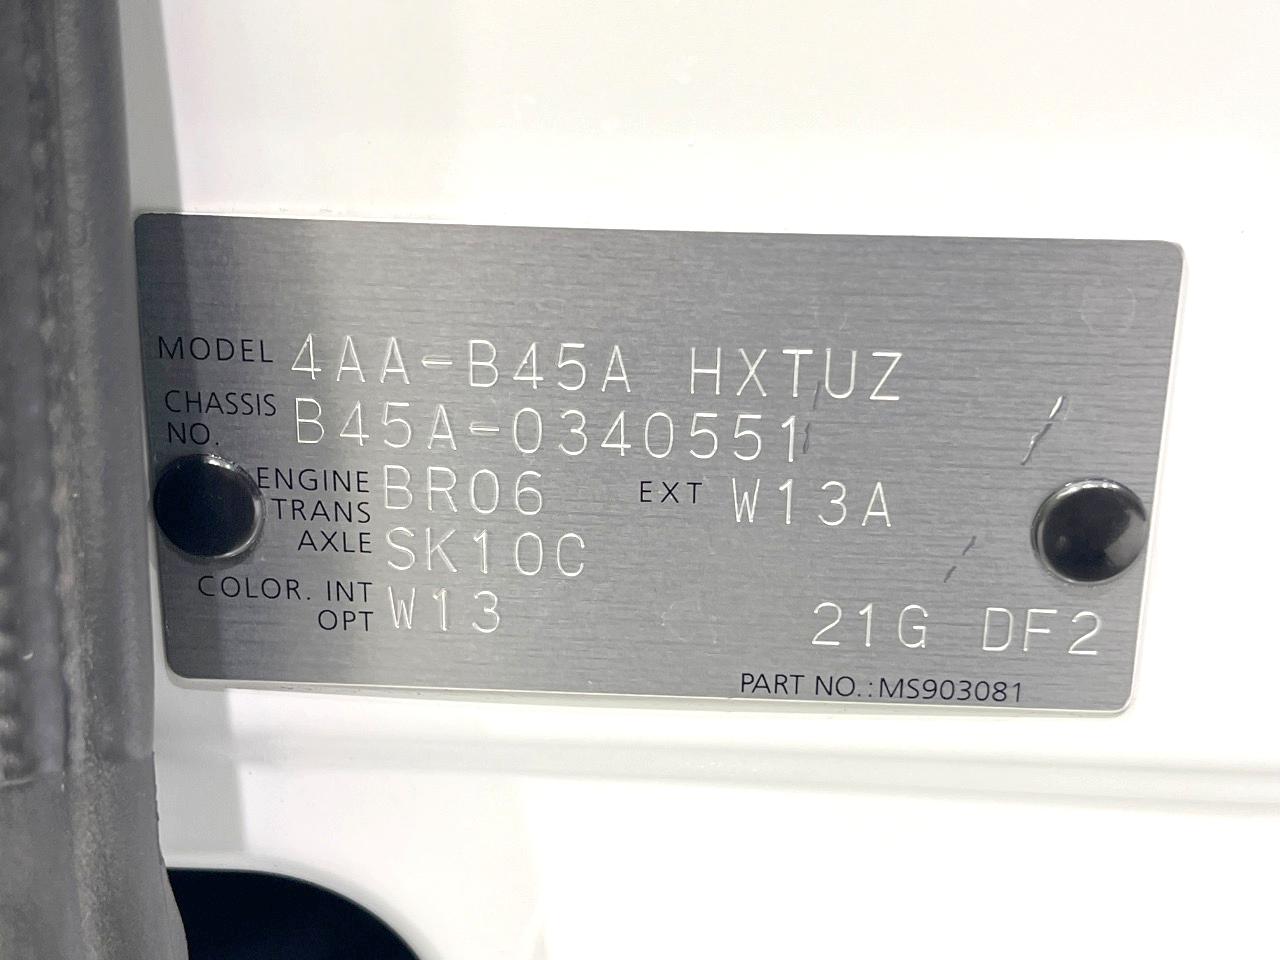 MODEL 4AA-B45A HXTUZ
CHASSIS NO. B45A-0340551
ENGINE BR06 EXT W13A
TRANS
AXLE SK10C
COLOR. INT W13
OPT 21G DF2
PART NO.:MS903081